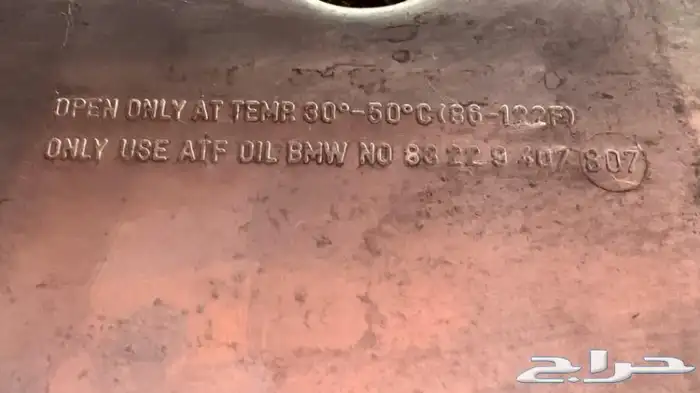 OPEN ONLY AT TEMP. 30°-50°C (86-122F)
ONLY USE ATF OIL BMW NO 83 22 9 407 807
حراج